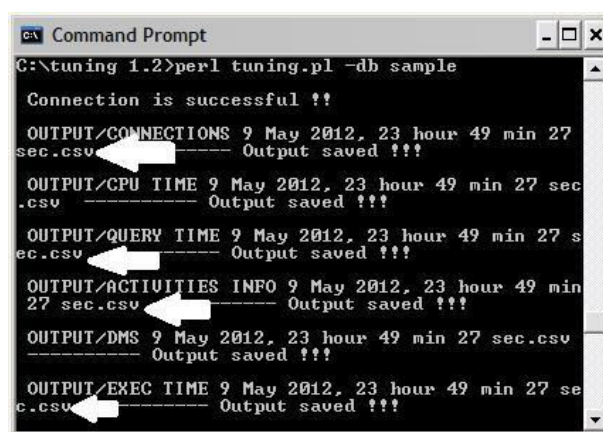 Command Prompt
C:\tuning 1.2>perl tuning.pl -db sample
Connection is successful !!
OUTPUT/CONNECTIONS 9 May 2012, 23 hour 49 min 27
sec.csv ---------- Output saved !!!
OUTPUT/CPU TIME 9 May 2012, 23 hour 49 min 27 sec
.csv ---------- Output saved !!!
OUTPUT/QUERY TIME 9 May 2012, 23 hour 49 min 27 s
ec.csv ---------- Output saved !!!
OUTPUT/ACTIVITIES INFO 9 May 2012, 23 hour 49 min
27 sec.csv ---------- Output saved !!!
OUTPUT/DMS 9 May 2012, 23 hour 49 min 27 sec.csv
---------- Output saved !!!
OUTPUT/EXEC TIME 9 May 2012, 23 hour 49 min 27 se
c.csv ---------- Output saved !!!